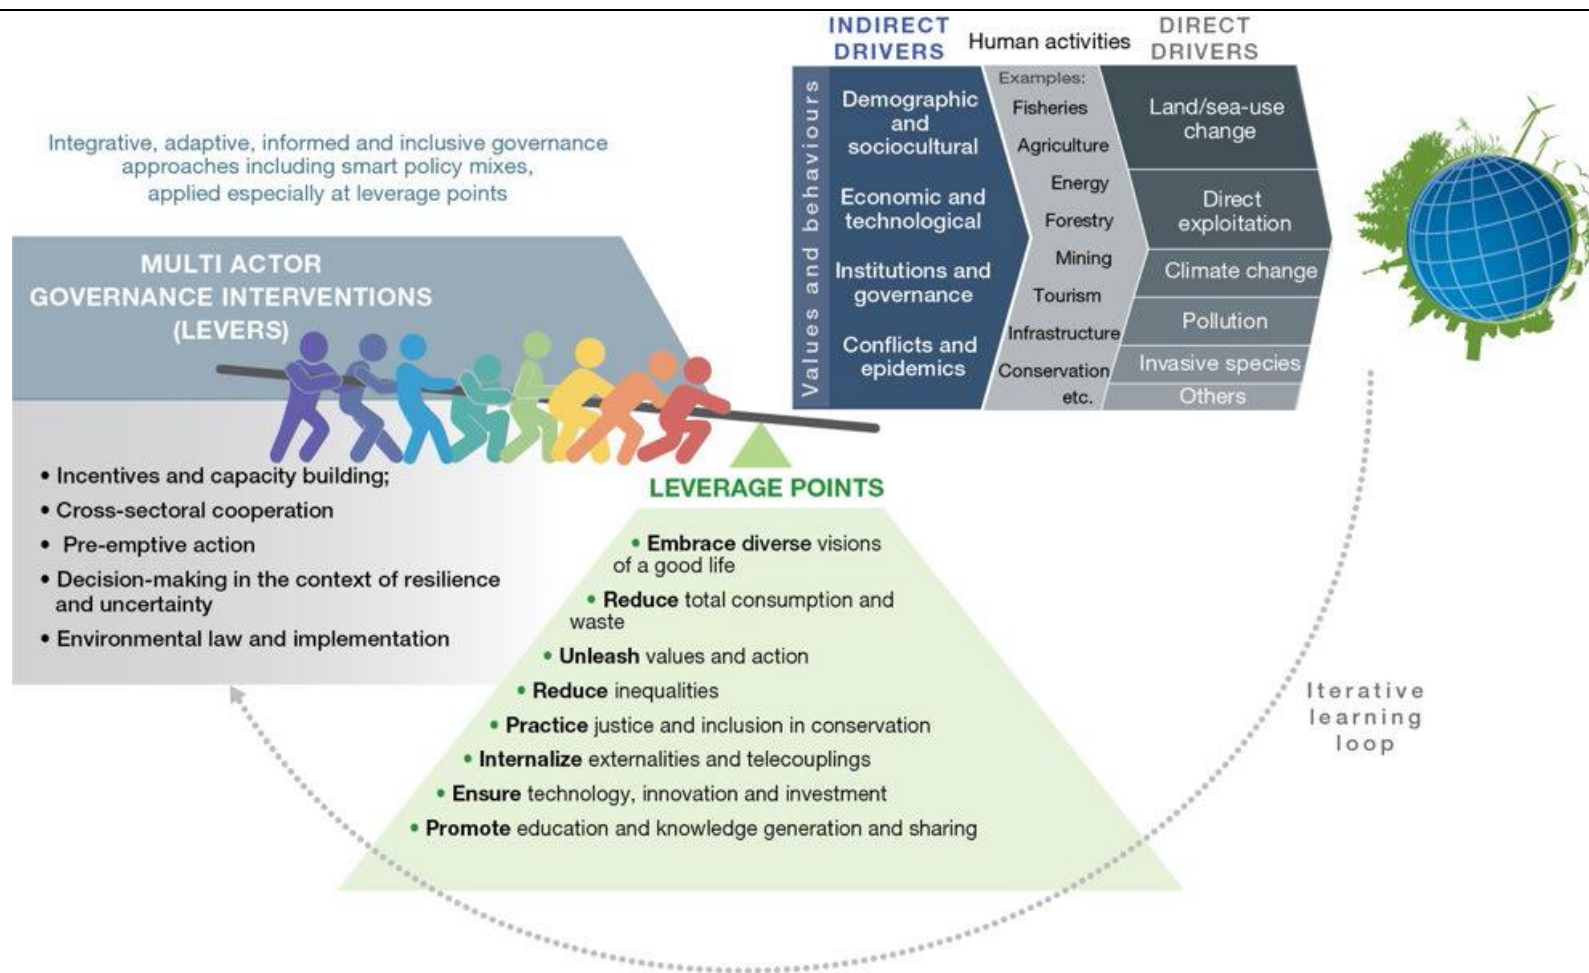 Integrative, adaptive, informed and inclusive governance
approaches including smart policy mixes,
applied especially at leverage points
MULTI ACTOR
GOVERNANCE INTERVENTIONS
(LEVERS)
• Incentives and capacity building;
• Cross-sectoral cooperation
• Pre-emptive action
• Decision-making in the context of resilience
and uncertainty
• Environmental law and implementation
LEVERAGE POINTS
• Embrace diverse visions
of a good life
• Reduce total consumption and
waste
• Unleash values and action
• Reduce inequalities
• Practice justice and inclusion in conservation
• Internalize externalities and telecouplings
• Ensure technology, innovation and investment
• Promote education and knowledge generation and sharing
INDIRECT
DRIVERS
Values and behaviours
Demographic
and
sociocultural
Economic and
technological
Institutions and
governance
Conflicts and
epidemics
Human activities
Examples:
Fisheries
Agriculture
Energy
Forestry
Mining
Tourism
Infrastructure
Conservation
etc.
DIRECT
DRIVERS
Land/sea-use
change
Direct
exploitation
Climate change
Pollution
Invasive species
Others
Iterative
learning
loop